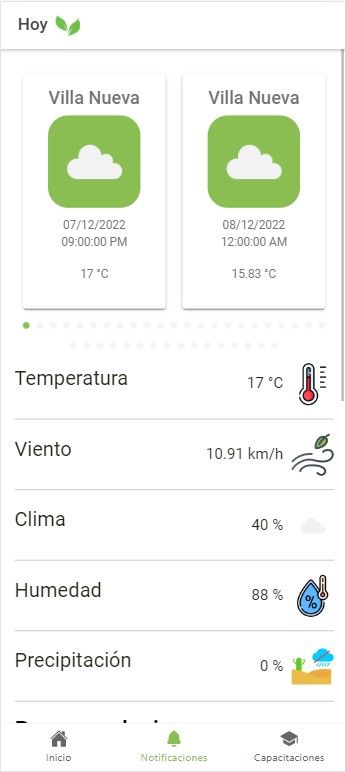 Hoy
Villa Nueva
07/12/2022
09:00:00 PM
17 °C
Villa Nueva
08/12/2022
12:00:00 AM
15.83 °C
Temperatura 17 °C
Viento 10.91 km/h
Clima 40 %
Humedad 88 %
%
Precipitación 0 %
Inicio
Notificaciones
Capacitaciones